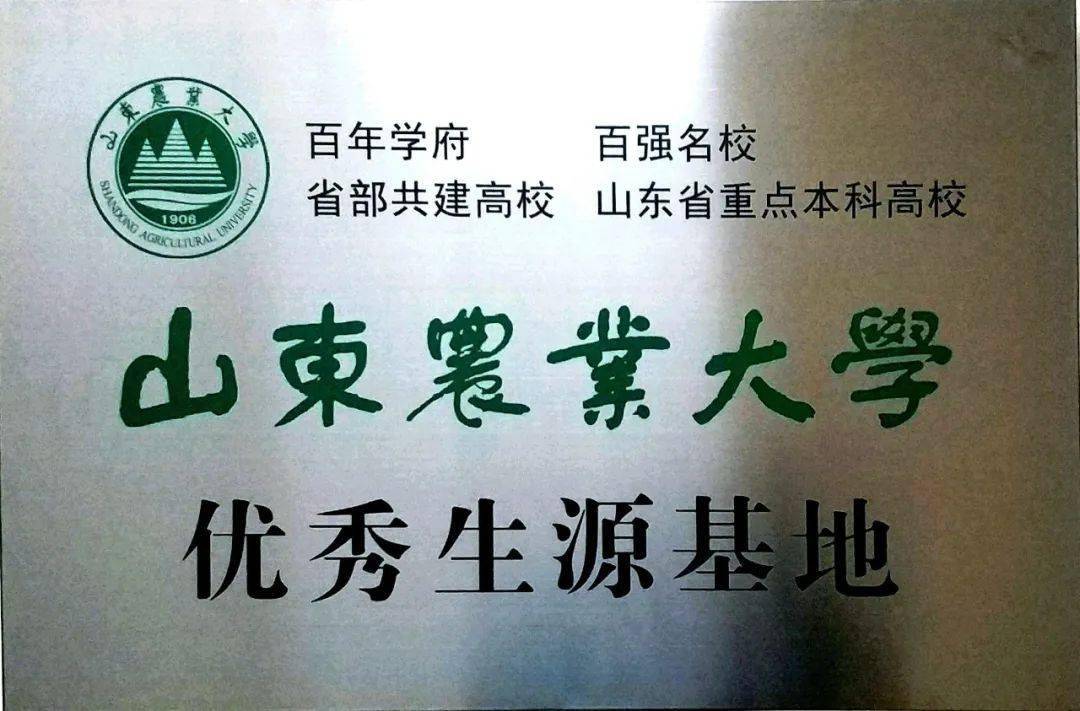 山東農業大學
1906
SHANDONG AGRICULTURAL UNIVERSITY
百年学府 百强名校
省部共建高校 山东省重点本科高校
山東農業大學
优秀生源基地